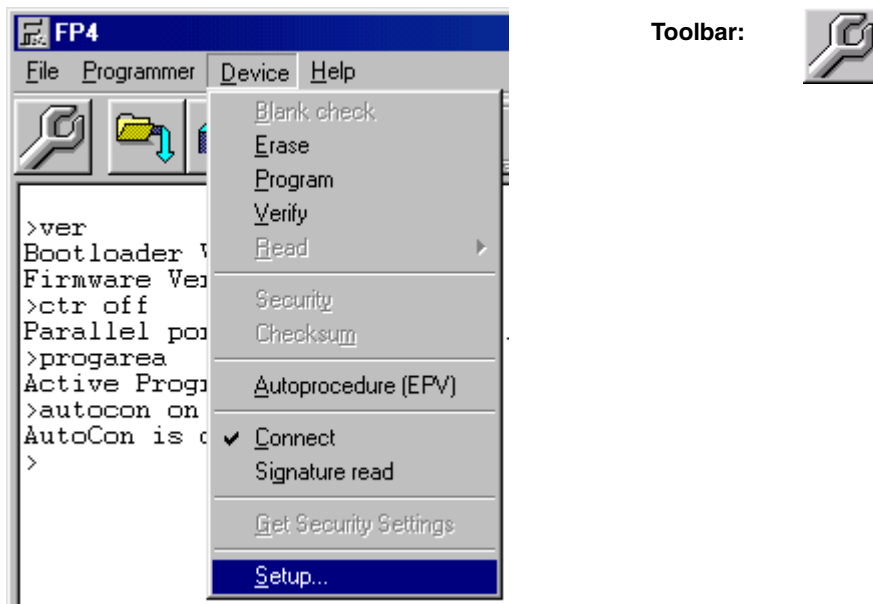 FP4
File Programmer Device Help
Toolbar:
Blank check
Erase
Program
Verify
Read
Security
Checksum
Autoprocedure (EPV)
Connect
Signature read
Get Security Settings
Setup...
>ver
Bootloader
Firmware
>ctr off
Parallel
>progarea
Active
>autocon on
AutoCon is
>